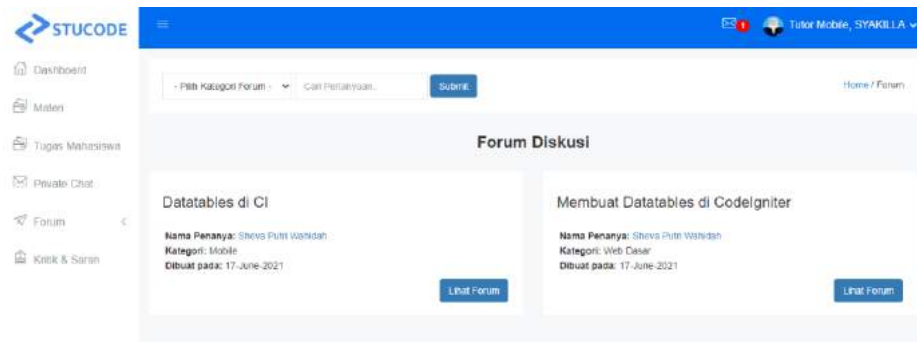 STUCODE
1
Tutor Mobile, SYAKILLA
Dashboard
Materi
Tugas Mahasiswa
Private Chat
Forum
Kritik & Saran
- Pilih Kategori Forum -
Cari Pertanyaan..
Submit
Home / Forum
Forum Diskusi
Datatables di CI
Nama Penanya: Sheva Putri Wahidah
Kategori: Mobile
Dibuat pada: 17-June-2021
Lihat Forum
Membuat Datatables di CodeIgniter
Nama Penanya: Sheva Putri Wahidah
Kategori: Web Dasar
Dibuat pada: 17-June-2021
Lihat Forum